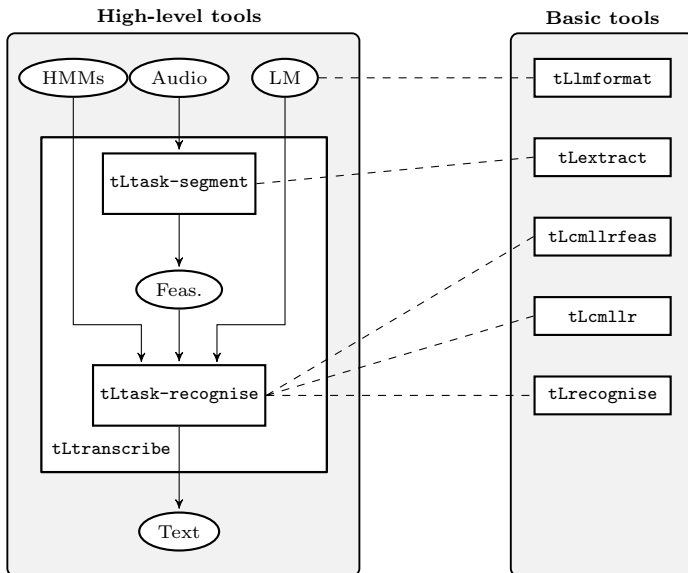 High-level tools
Basic tools
HMMs
Audio
LM
tLtask-segment
Feas.
tLtask-recognise
tLtranscribe
Text
tLlmformat
tLextract
tLcmllrfeas
tLcmllr
tLrecognise